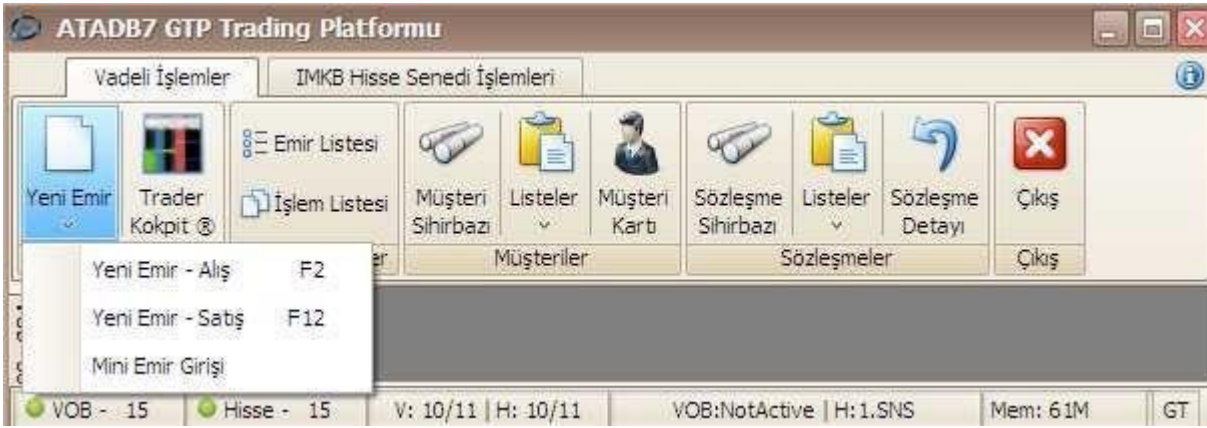 ATADB7 GTP Trading Platformu
Vadeli İşlemler
IMKB Hisse Senedi İşlemleri
Yeni Emir
Trader
Kokpit ®
Emir Listesi
İşlem Listesi
Müşteri
Sihirbazı
Listeler
Müşteri
Kartı
Müşteriler
Sözleşme
Sihirbazı
Listeler
Sözleşme
Detayı
Sözleşmeler
Çıkış
Çıkış
Yeni Emir - Alış F2
Yeni Emir - Satış F12
Mini Emir Girişi
VOB - 15
Hisse - 15
V: 10/11 | H: 10/11
VOB:NotActive | H:1.SNS
Mem: 61M
GT